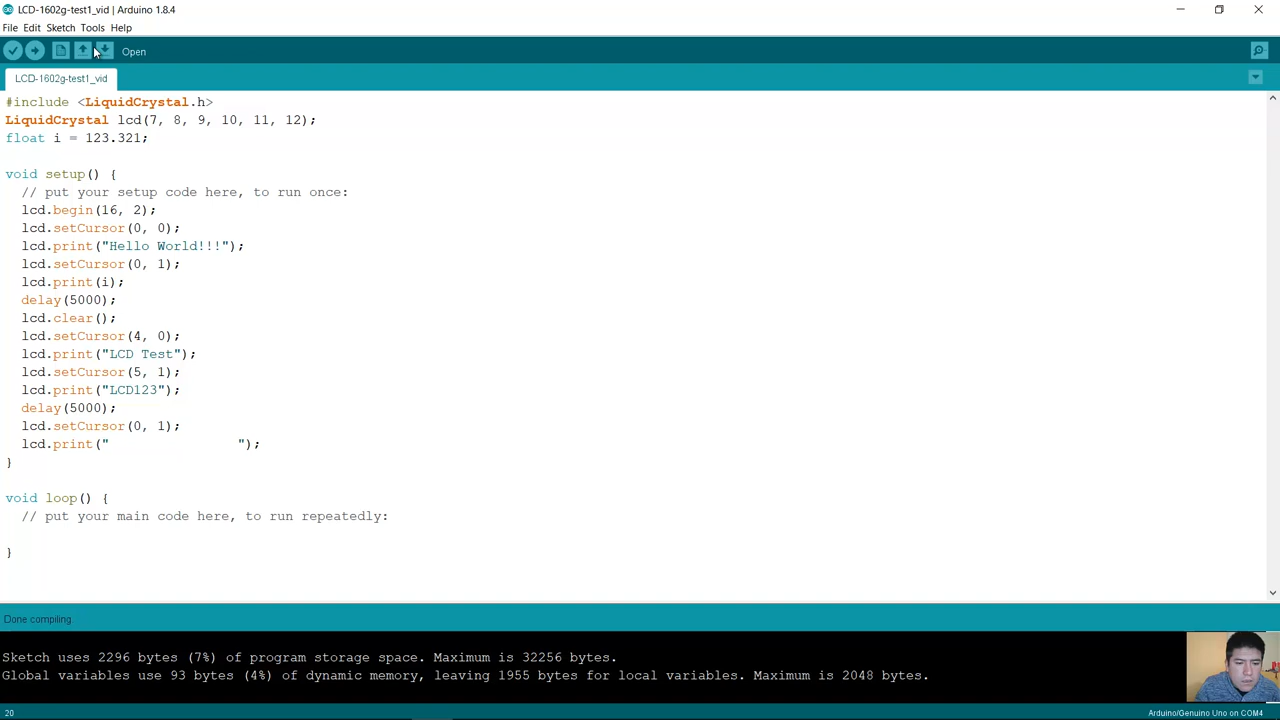 LCD-1602g-test1_vid | Arduino 1.8.4
File Edit Sketch Tools Help
Open
LCD-1602g-test1_vid
#include <LiquidCrystal.h>
LiquidCrystal lcd(7, 8, 9, 10, 11, 12);
float i = 123.321;
void setup() {
// put your setup code here, to run once:
lcd.begin(16, 2);
lcd.setCursor(0, 0);
lcd.print("Hello World!!!");
lcd.setCursor(0, 1);
lcd.print(i);
delay(5000);
lcd.clear();
lcd.setCursor(4, 0);
lcd.print("LCD Test");
lcd.setCursor(5, 1);
lcd.print("LCD123");
delay(5000);
lcd.setCursor(0, 1);
lcd.print("                ");
}
void loop() {
// put your main code here, to run repeatedly:
}
Done compiling.
Sketch uses 2296 bytes (7%) of program storage space. Maximum is 32256 bytes.
Global variables use 93 bytes (4%) of dynamic memory, leaving 1955 bytes for local variables. Maximum is 2048 bytes.
20 Arduino/Genuino Uno on COM4